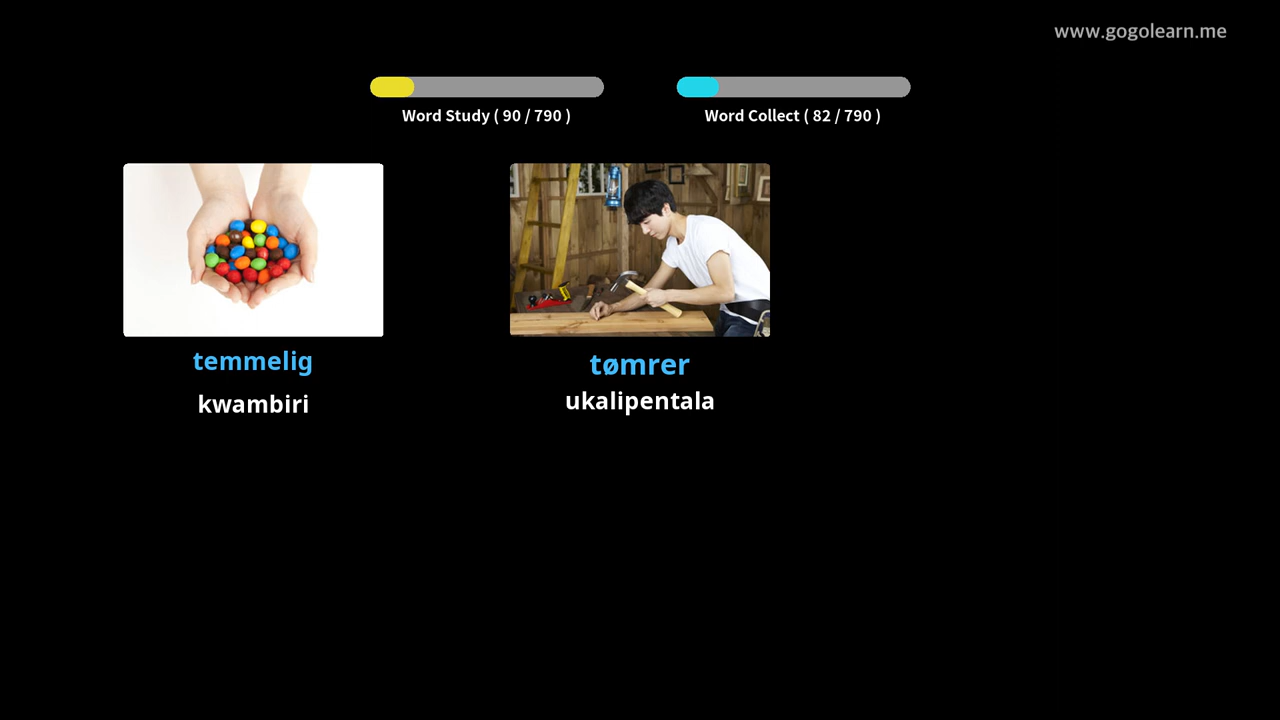 www.gogolearn.me
Word Study ( 90 / 790 )
Word Collect ( 82 / 790 )
temmelig
kwambiri
tømrer
ukalipentala